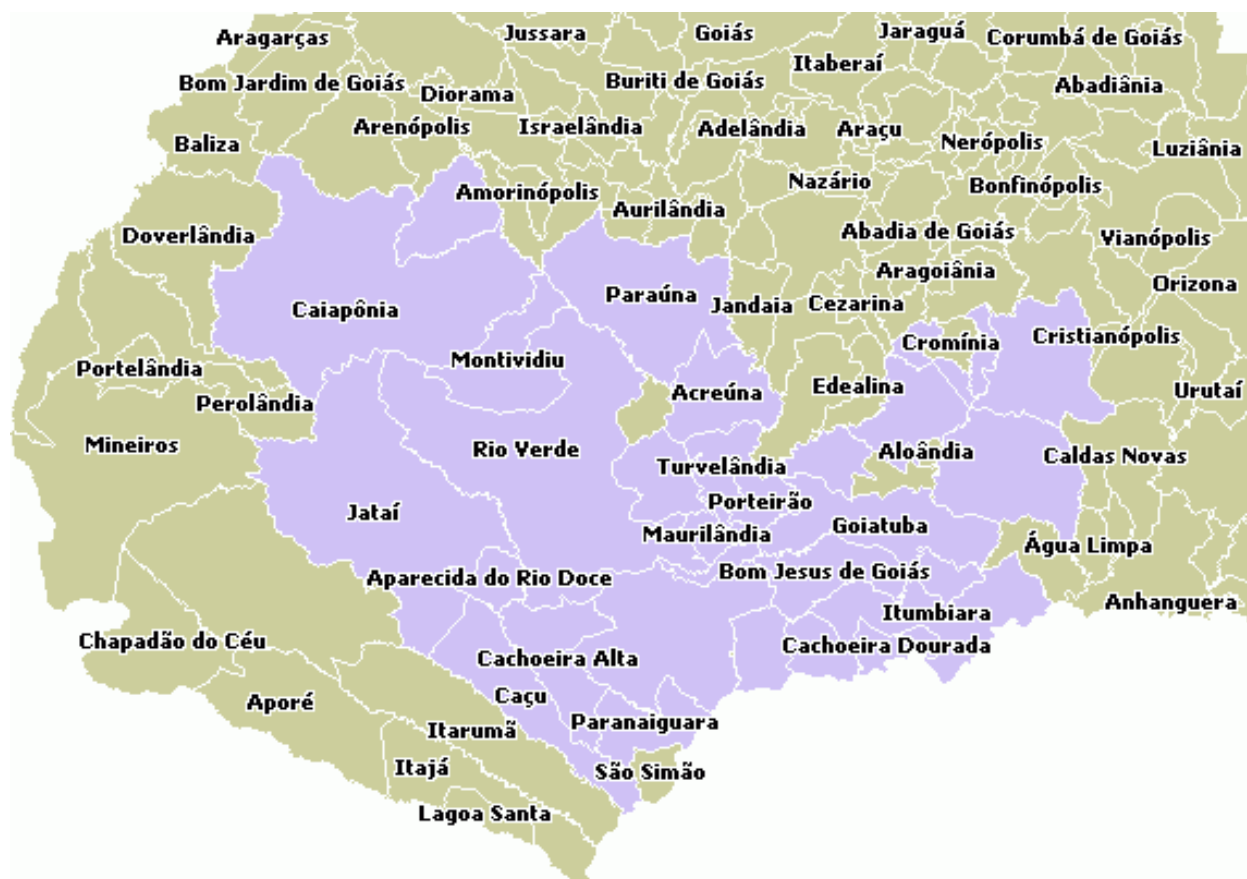 Jussara
Goiás
Jaraguá
Aragarças
Corumbá de Goiás
Itaberaí
Bom Jardim de Goiás
Buriti de Goiás
Abadiânia
Diorama
Arenópolis
Israelândia
Adelândia
Araçu
Nerópolis
Baliza
Luziânia
Nazário
Bonfinópolis
Amorinópolis
Aurilândia
Doverlândia
Abadia de Goiás
Vianópolis
Aragoiânia
Orizona
Caiapônia
Paraúna
Jandaia
Cezarina
Cromínia
Cristianópolis
Montividiu
Portelândia
Acreúna
Edealina
Urutaí
Perolândia
Mineiros
Rio Verde
Aloândia
Caldas Novas
Turvelândia
Jataí
Porteirão
Goiatuba
Maurilândia
Água Limpa
Aparecida do Rio Doce
Bom Jesus de Goiás
Anhanguera
Itumbiara
Chapadão do Céu
Cachoeira Dourada
Cachoeira Alta
Caçu
Aporé
Paranaiguara
Itarumã
Itajá
São Simão
Lagoa Santa